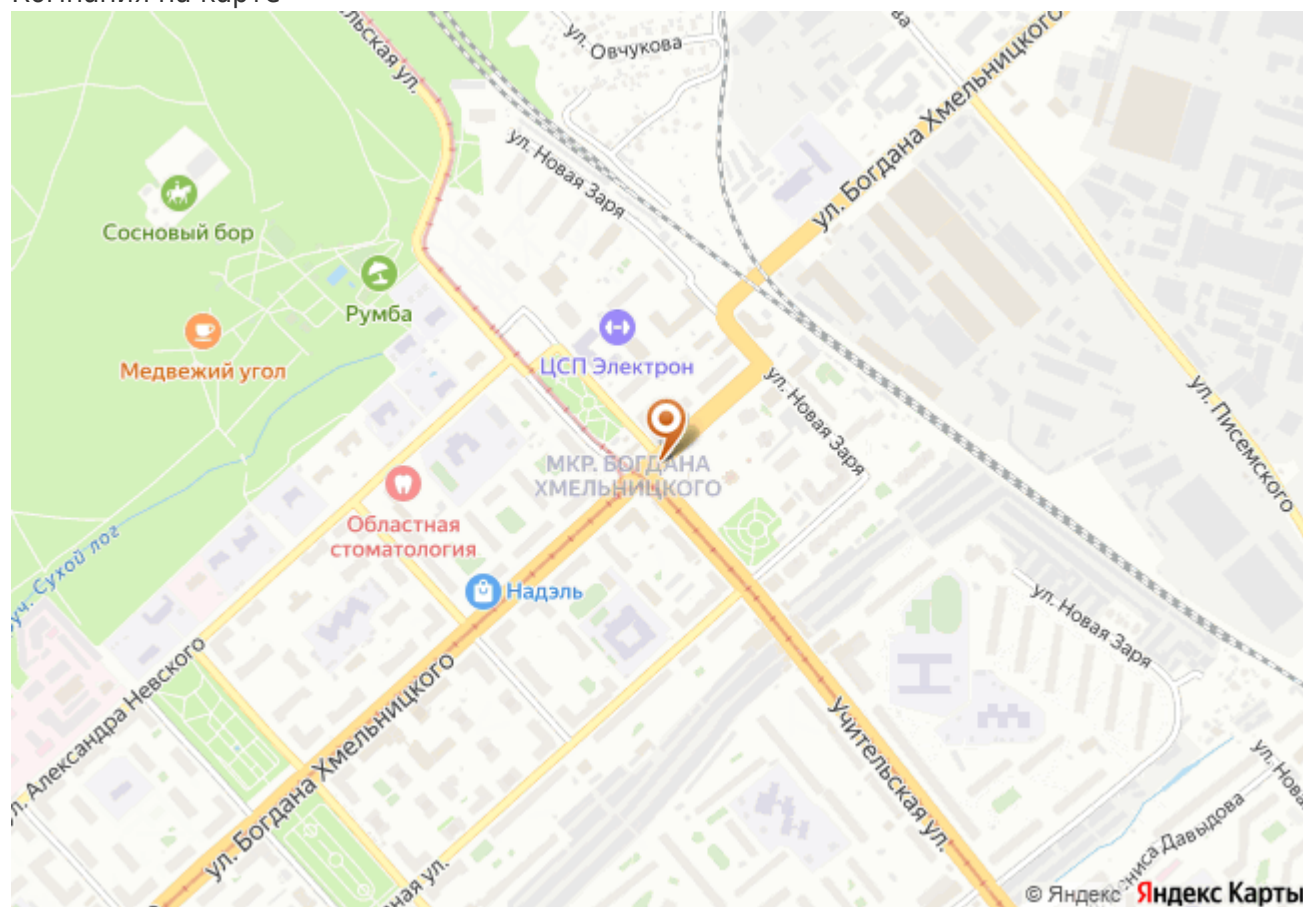 ул. Овчукова
ул. Богдана Хмельницкого
ул. Новая Заря
Сосновый бор
Румба
Медвежий угол
ЦСП Электрон
ул. Новая Заря
ул. Писемского
МКР. БОГДАНА
ХМЕЛЬНИЦКОГО
Областная
стоматология
руч. Сухой лог
Надэль
ул. Новая Заря
ул. Александра Невского
ул. Богдана Хмельницкого
Учительская ул.
© Яндекс Яндекс Карты